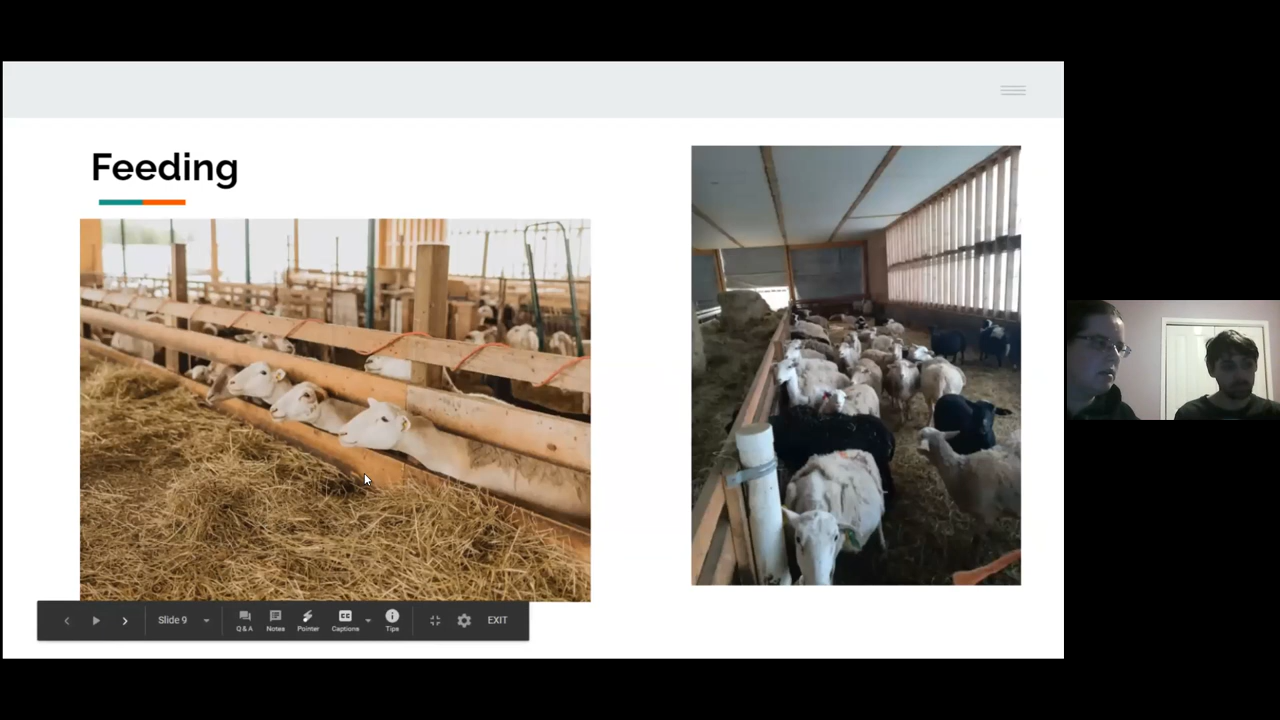 Feeding
Slide 9
Q & A
Notes
Pointer
Captions
Tips
EXIT